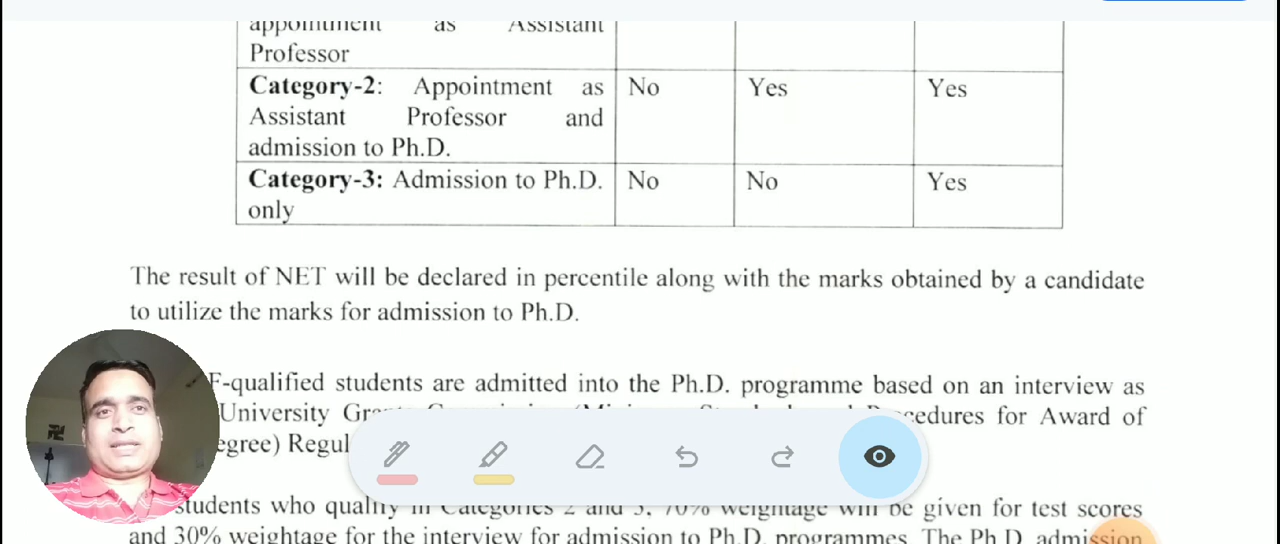 appointment as Assistant
Professor
Category-2: Appointment as No Yes Yes
Assistant Professor and
admission to Ph.D.
Category-3: Admission to Ph.D. No No Yes
only
The result of NET will be declared in percentile along with the marks obtained by a candidate
to utilize the marks for admission to Ph.D.
F-qualified students are admitted into the Ph.D. programme based on an interview as
University of
egree) Regul
students who qualify in Categories 2 and 3, 70% weightage will be given for test scores
and 30% weightage for the interview for admission to Ph.D. programmes. The Ph.D. admission